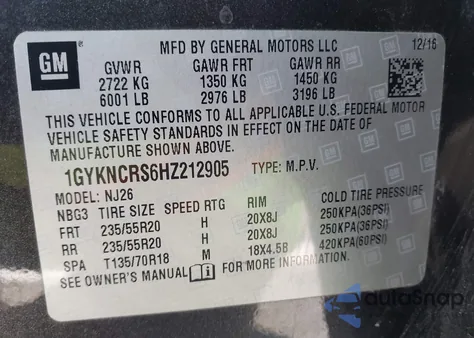 GM
MFD BY GENERAL MOTORS LLC 12/16
GVWR GAWR FRT GAWR RR
2722 KG 1350 KG 1450 KG
6001 LB 2976 LB 3196 LB
THIS VEHICLE CONFORMS TO ALL APPLICABLE U.S. FEDERAL MOTOR
VEHICLE SAFETY STANDARDS IN EFFECT ON THE DATE OF
MANUFACTURE SHOWN ABOVE.
1GYKNCRS6HZ212905 TYPE: M.P.V.
MODEL: NJ26
NBG3 TIRE SIZE SPEED RTG RIM COLD TIRE PRESSURE
FRT 235/55R20 H 20X8J 250KPA(36PSI)
RR 235/55R20 H 20X8J 250KPA(36PSI)
SPA T135/70R18 M 18X4.5B 420KPA(60PSI)
SEE OWNER'S MANUAL FOR MORE INFORMATION.
autoSnap